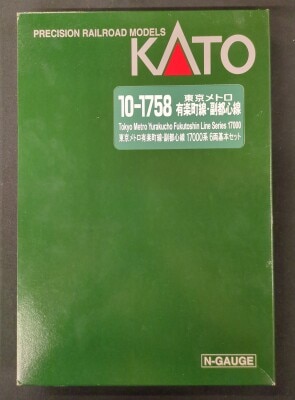 PRECISION RAILROAD MODELS
KATO
10-1758 東京メトロ
有楽町線・副都心線
Tokyo Metro Yurakucho Fukutoshin Line Series 17000
東京メトロ有楽町線・副都心線 17000系 6両基本セット
N-GAUGE